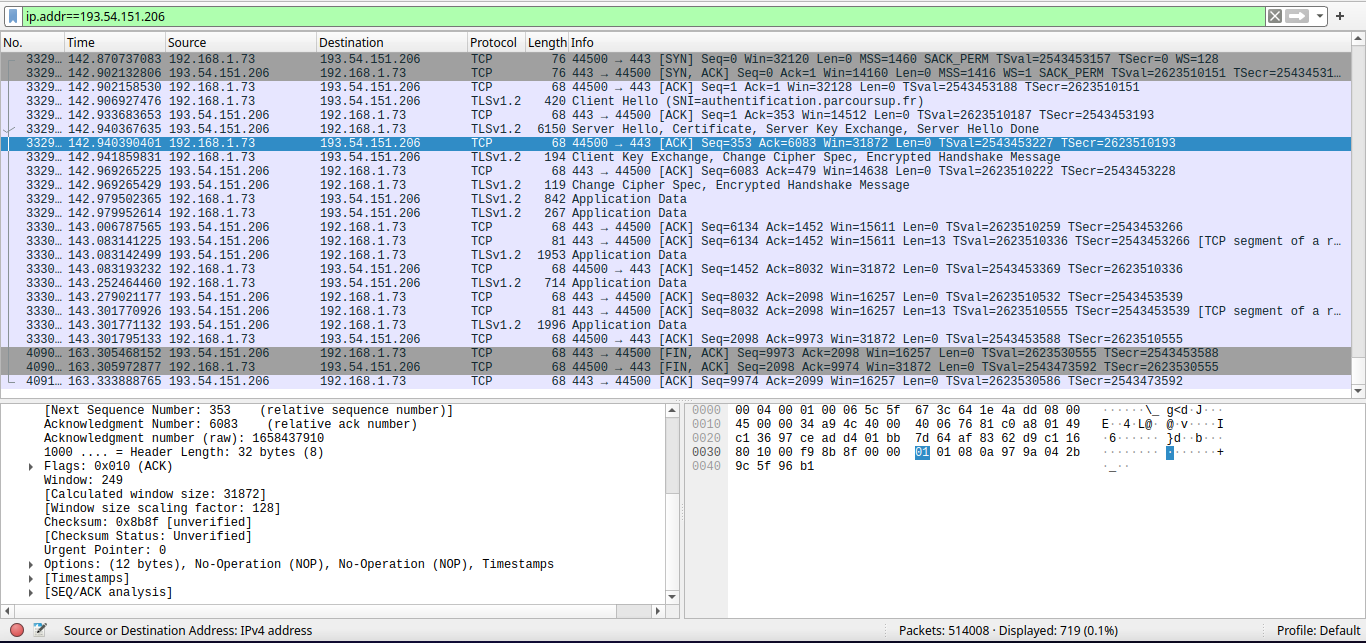 ip.addr==193.54.151.206
No. Time Source Destination Protocol Length Info
3329… 142.870737083 192.168.1.73 193.54.151.206 TCP 76 44500 → 443 [SYN] Seq=0 Win=32120 Len=0 MSS=1460 SACK_PERM TSval=2543453157 TSecr=0 WS=128
3329… 142.902132806 193.54.151.206 192.168.1.73 TCP 76 443 → 44500 [SYN, ACK] Seq=0 Ack=1 Win=14160 Len=0 MSS=1416 WS=1 SACK_PERM TSval=2623510151 TSecr=25434531…
3329… 142.902158530 192.168.1.73 193.54.151.206 TCP 68 44500 → 443 [ACK] Seq=1 Ack=1 Win=32128 Len=0 TSval=2543453188 TSecr=2623510151
3329… 142.906927476 192.168.1.73 193.54.151.206 TLSv1.2 420 Client Hello (SNI=authentification.parcoursup.fr)
3329… 142.933683653 193.54.151.206 192.168.1.73 TCP 68 443 → 44500 [ACK] Seq=1 Ack=353 Win=14512 Len=0 TSval=2623510187 TSecr=2543453193
3329… 142.940367635 193.54.151.206 192.168.1.73 TLSv1.2 6150 Server Hello, Certificate, Server Key Exchange, Server Hello Done
3329… 142.940390401 192.168.1.73 193.54.151.206 TCP 68 44500 → 443 [ACK] Seq=353 Ack=6083 Win=31872 Len=0 TSval=2543453227 TSecr=2623510193
3329… 142.941859831 192.168.1.73 193.54.151.206 TLSv1.2 194 Client Key Exchange, Change Cipher Spec, Encrypted Handshake Message
3329… 142.969265225 193.54.151.206 192.168.1.73 TCP 68 443 → 44500 [ACK] Seq=6083 Ack=479 Win=14638 Len=0 TSval=2623510222 TSecr=2543453228
3329… 142.969265429 193.54.151.206 192.168.1.73 TLSv1.2 119 Change Cipher Spec, Encrypted Handshake Message
3329… 142.979502365 192.168.1.73 193.54.151.206 TLSv1.2 842 Application Data
3329… 142.979952614 192.168.1.73 193.54.151.206 TLSv1.2 267 Application Data
3330… 143.006787565 193.54.151.206 192.168.1.73 TCP 68 443 → 44500 [ACK] Seq=6134 Ack=1452 Win=15611 Len=0 TSval=2623510259 TSecr=2543453266
3330… 143.083141225 193.54.151.206 192.168.1.73 TCP 81 443 → 44500 [ACK] Seq=6134 Ack=1452 Win=15611 Len=13 TSval=2623510336 TSecr=2543453266 [TCP segment of a r…
3330… 143.083142499 193.54.151.206 192.168.1.73 TLSv1.2 1953 Application Data
3330… 143.083193232 192.168.1.73 193.54.151.206 TCP 68 44500 → 443 [ACK] Seq=1452 Ack=8032 Win=31872 Len=0 TSval=2543453369 TSecr=2623510336
3330… 143.252464460 192.168.1.73 193.54.151.206 TLSv1.2 714 Application Data
3330… 143.279021177 193.54.151.206 192.168.1.73 TCP 68 443 → 44500 [ACK] Seq=8032 Ack=2098 Win=16257 Len=0 TSval=2623510532 TSecr=2543453539
3330… 143.301770926 193.54.151.206 192.168.1.73 TCP 81 443 → 44500 [ACK] Seq=8032 Ack=2098 Win=16257 Len=13 TSval=2623510555 TSecr=2543453539 [TCP segment of a r…
3330… 143.301771132 193.54.151.206 192.168.1.73 TLSv1.2 1996 Application Data
3330… 143.301795133 192.168.1.73 193.54.151.206 TCP 68 44500 → 443 [ACK] Seq=2098 Ack=9973 Win=31872 Len=0 TSval=2543453588 TSecr=2623510555
4090… 163.305468152 193.54.151.206 192.168.1.73 TCP 68 443 → 44500 [FIN, ACK] Seq=9973 Ack=2098 Win=16257 Len=0 TSval=2623530555 TSecr=2543453588
4090… 163.305972877 192.168.1.73 193.54.151.206 TCP 68 44500 → 443 [FIN, ACK] Seq=2098 Ack=9974 Win=31872 Len=0 TSval=2543473592 TSecr=2623530555
4091… 163.333888765 193.54.151.206 192.168.1.73 TCP 68 443 → 44500 [ACK] Seq=9974 Ack=2099 Win=16257 Len=0 TSval=2623530586 TSecr=2543473592
[Next Sequence Number: 353 (relative sequence number)]
Acknowledgment Number: 6083 (relative ack number)
Acknowledgment number (raw): 1658437910
1000 .... = Header Length: 32 bytes (8)
Flags: 0x010 (ACK)
Window: 249
[Calculated window size: 31872]
[Window size scaling factor: 128]
Checksum: 0x8b8f [unverified]
[Checksum Status: Unverified]
Urgent Pointer: 0
Options: (12 bytes), No-Operation (NOP), No-Operation (NOP), Timestamps
[Timestamps]
[SEQ/ACK analysis]
0000 00 04 00 01 00 06 5c 5f 67 3c 64 1e 4a dd 08 00 ······\_ g<d·J···
0010 45 00 00 34 a9 4c 40 00 40 06 76 81 c0 a8 01 49 E··4·L@· @·v····I
0020 c1 36 97 ce ad d4 01 bb 7d 64 af 83 62 d9 c1 16 ·6······ }d··b···
0030 80 10 00 f9 8b 8f 00 00 01 01 08 0a 97 9a 04 2b ········ ·······+
0040 9c 5f 96 b1 ·_··
Source or Destination Address: IPv4 address Packets: 514008 · Displayed: 719 (0.1%) Profile: Default